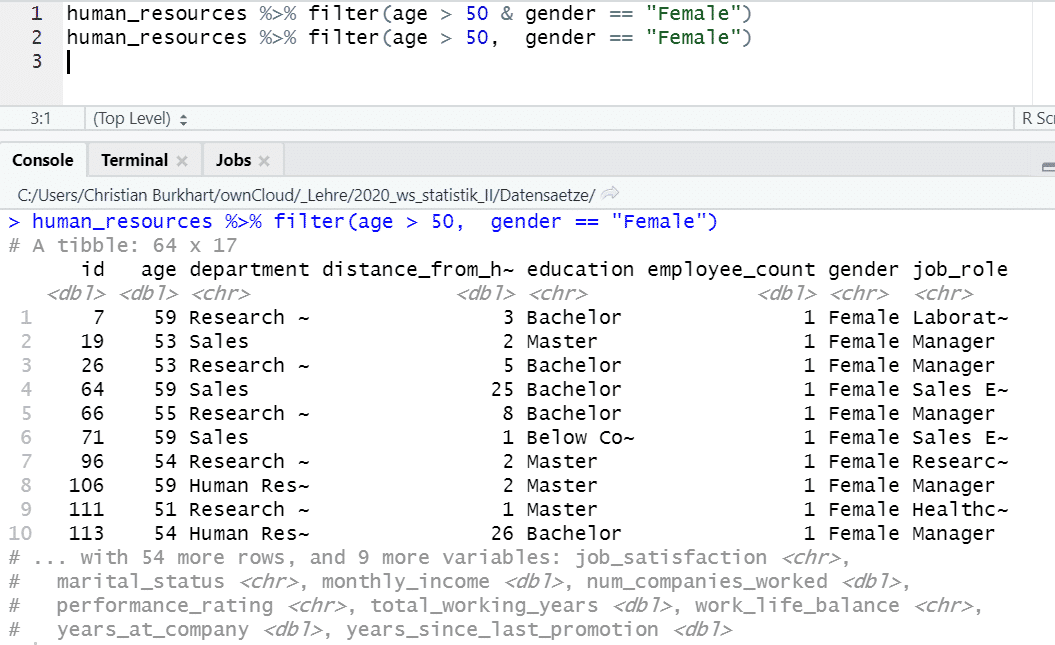 1 human_resources %>% filter(age > 50 & gender == "Female")
2 human_resources %>% filter(age > 50,  gender == "Female")
3
3:1 (Top Level) R Sc
Console Terminal Jobs
C:/Users/Christian Burkhart/ownCloud/_Lehre/2020_ws_statistik_II/Datensaetze/
> human_resources %>% filter(age > 50,  gender == "Female")
# A tibble: 64 x 17
id age department distance_from_h~ education employee_count gender job_role
<dbl> <dbl> <chr> <dbl> <chr> <dbl> <chr> <chr>
1 7 59 Research ~ 3 Bachelor 1 Female Laborat~
2 19 53 Sales 2 Master 1 Female Manager
3 26 53 Research ~ 5 Bachelor 1 Female Manager
4 64 59 Sales 25 Bachelor 1 Female Sales E~
5 66 55 Research ~ 8 Bachelor 1 Female Manager
6 71 59 Sales 1 Below Co~ 1 Female Sales E~
7 96 54 Research ~ 2 Master 1 Female Researc~
8 106 59 Human Res~ 2 Master 1 Female Manager
9 111 51 Research ~ 1 Master 1 Female Healthc~
10 113 54 Human Res~ 26 Bachelor 1 Female Manager
# ... with 54 more rows, and 9 more variables: job_satisfaction <chr>,
#   marital_status <chr>, monthly_income <dbl>, num_companies_worked <dbl>,
#   performance_rating <chr>, total_working_years <dbl>, work_life_balance <chr>,
#   years_at_company <dbl>, years_since_last_promotion <dbl>